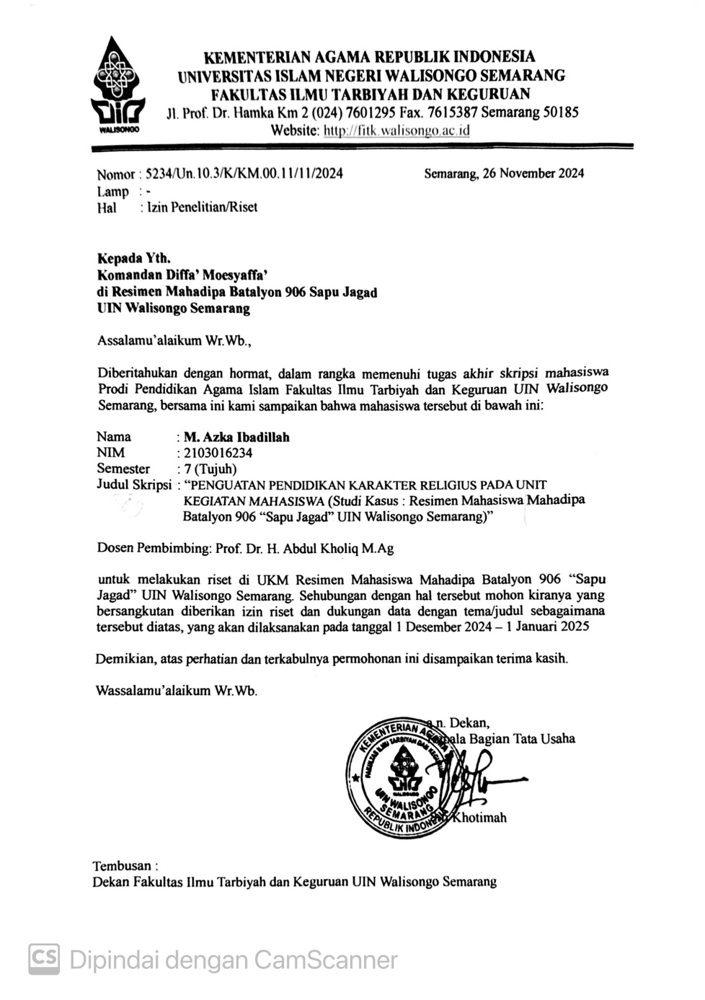 KEMENTERIAN AGAMA REPUBLIK INDONESIA
UNIVERSITAS ISLAM NEGERI WALISONGO SEMARANG
FAKULTAS ILMU TARBIYAH DAN KEGURUAN
Jl. Prof. Dr. Hamka Km 2 (024) 7601295 Fax. 7615387 Semarang 50185
Website: http://fitk.walisongo.ac.id
WALISONGO
Nomor : 5234/Un.10.3/K/KM.00.11/11/2024 Semarang, 26 November 2024
Lamp : -
Hal : Izin Penelitian/Riset
Kepada Yth.
Komandan Diffa’ Moesyaffa’
di Resimen Mahadipa Batalyon 906 Sapu Jagad
UIN Walisongo Semarang
Assalamu’alaikum Wr.Wb.,
Diberitahukan dengan hormat, dalam rangka memenuhi tugas akhir skripsi mahasiswa
Prodi Pendidikan Agama Islam Fakultas Ilmu Tarbiyah dan Keguruan UIN Walisongo
Semarang, bersama ini kami sampaikan bahwa mahasiswa tersebut di bawah ini:
Nama : M. Azka Ibadillah
NIM : 2103016234
Semester : 7 (Tujuh)
Judul Skripsi : “PENGUATAN PENDIDIKAN KARAKTER RELIGIUS PADA UNIT
KEGIATAN MAHASISWA (Studi Kasus : Resimen Mahasiswa Mahadipa
Batalyon 906 “Sapu Jagad” UIN Walisongo Semarang)”
Dosen Pembimbing: Prof. Dr. H. Abdul Kholiq M.Ag
untuk melakukan riset di UKM Resimen Mahasiswa Mahadipa Batalyon 906 “Sapu
Jagad” UIN Walisongo Semarang. Sehubungan dengan hal tersebut mohon kiranya yang
bersangkutan diberikan izin riset dan dukungan data dengan tema/judul sebagaimana
tersebut diatas, yang akan dilaksanakan pada tanggal 1 Desember 2024 – 1 Januari 2025
Demikian, atas perhatian dan terkabulnya permohonan ini disampaikan terima kasih.
Wassalamu’alaikum Wr.Wb.
a.n. Dekan,
Bagian Tata Usaha
Khotimah
KEMENTERIAN AGAMA
FAKULTAS ILMU TARBIYAH DAN KEGURUAN
WALISONGO
UIN WALISONGO
SEMARANG
REPUBLIK INDONESIA
Tembusan :
Dekan Fakultas Ilmu Tarbiyah dan Keguruan UIN Walisongo Semarang
CS Dipindai dengan CamScanner